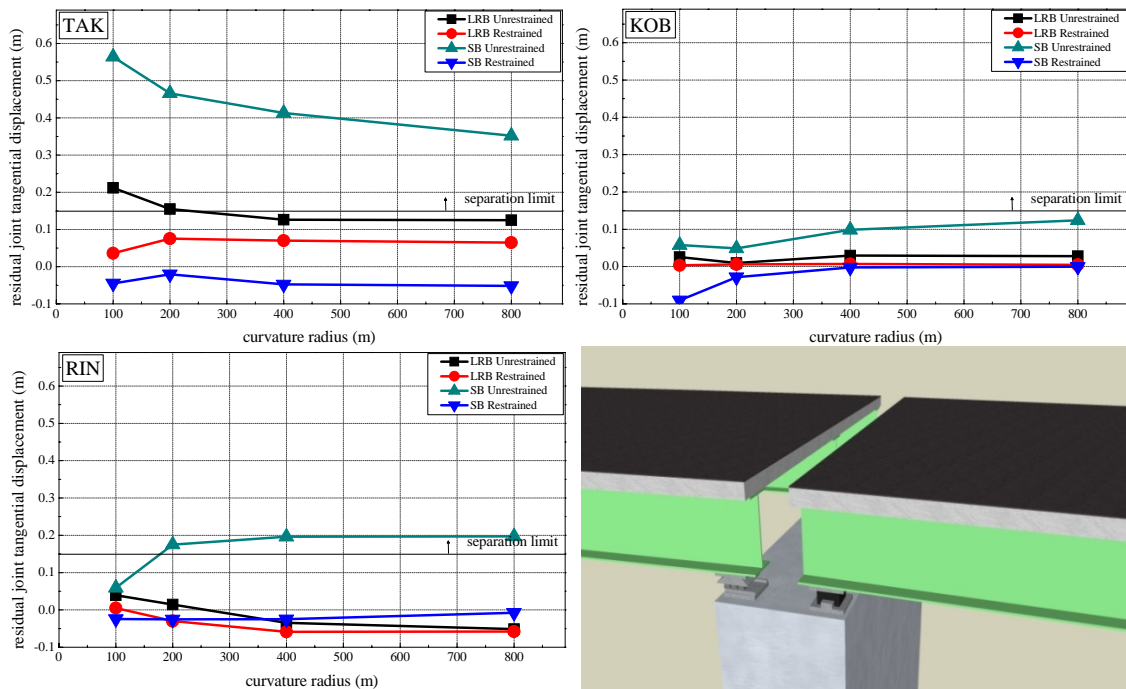 TAK
LRB Unrestrained
LRB Restrained
SB Unrestrained
SB Restrained
separation limit
residual joint tangential displacement (m)
0.6
0.5
0.4
0.3
0.2
0.1
0.0
-0.1
0 100 200 300 400 500 600 700 800
curvature radius (m)
KOB
LRB Unrestrained
LRB Restrained
SB Unrestrained
SB Restrained
separation limit
residual joint tangential displacement (m)
0.6
0.5
0.4
0.3
0.2
0.1
0.0
-0.1
0 100 200 300 400 500 600 700 800
curvature radius (m)
RIN
LRB Unrestrained
LRB Restrained
SB Unrestrained
SB Restrained
separation limit
residual joint tangential displacement (m)
0.6
0.5
0.4
0.3
0.2
0.1
0.0
-0.1
0 100 200 300 400 500 600 700 800
curvature radius (m)